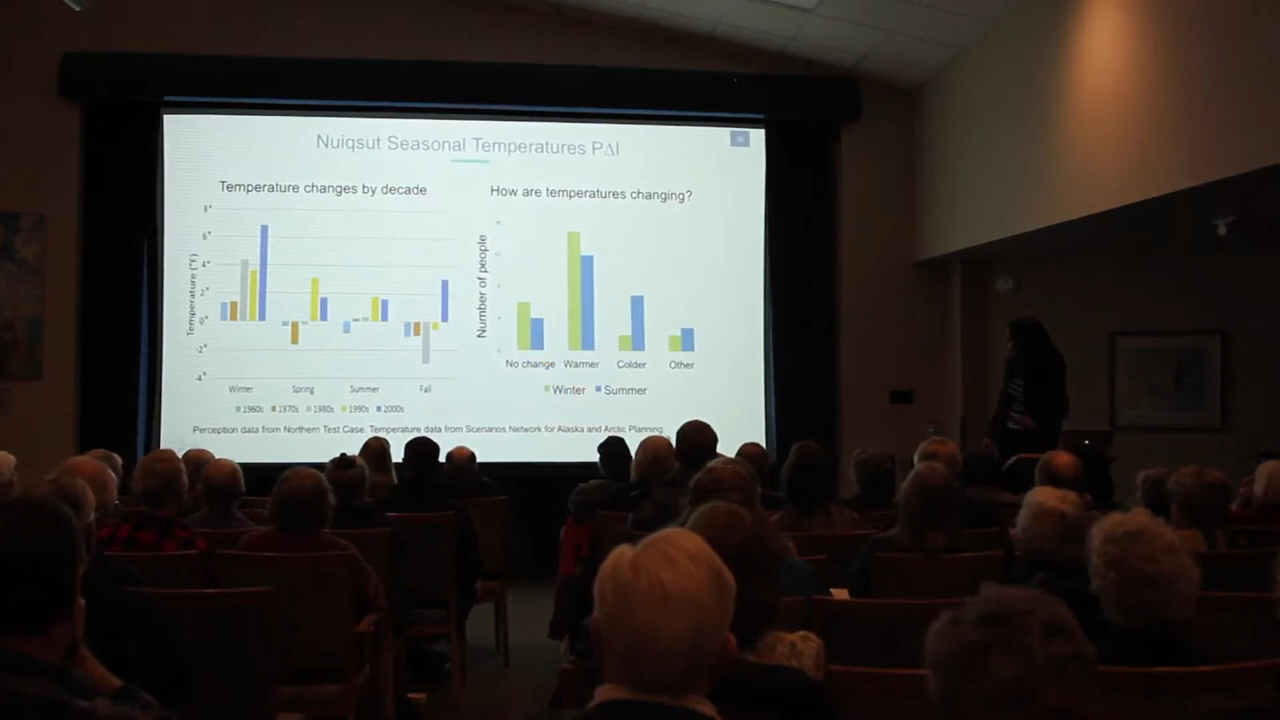 Nuiqsut Seasonal Temperatures P∆I
Temperature changes by decade
8°
6°
4°
2°
0°
-2°
-4°
Temperature (°F)
Winter Spring Summer Fall
1960s 1970s 1980s 1990s 2000s
How are temperatures changing?
Number of people
No change Warmer Colder Other
Winter Summer
Perception data from Northern Test Case. Temperature data from Scenarios Network for Alaska and Arctic Planning.